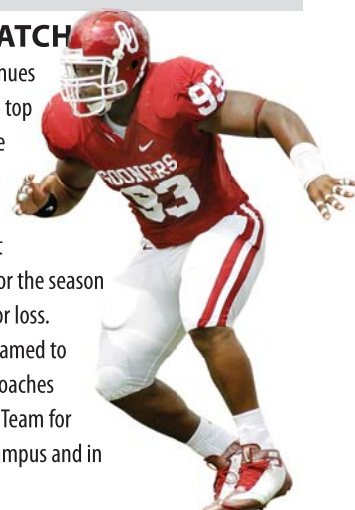 ATCH
nues
top
or the season
or loss.
amed to
oaches
Team for
mpus and in
OU
93
SOONERS
93